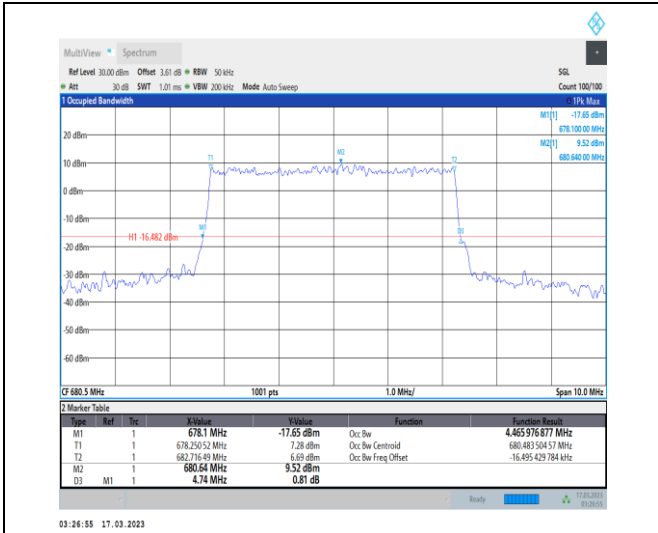 MultiView Spectrum
Ref Level 30.00 dBm Offset 3.61 dB RBW 50 kHz SGL
Att 30 dB SWT 1.01 ms VBW 200 kHz Mode Auto Sweep Count 100/100
1 Occupied Bandwidth 1Pk Max
M1[1] -17.65 dBm
678.100 00 MHz
M2[1] 9.52 dBm
680.640 00 MHz
20 dBm
M2
T1 T2
10 dBm
0 dBm
-10 dBm
M1
D3
H1 -16.482 dBm
-20 dBm
-30 dBm
-40 dBm
-50 dBm
-60 dBm
CF 680.5 MHz 1001 pts 1.0 MHz/ Span 10.0 MHz
2 Marker Table
Type Ref Trc X-Value Y-Value Function Function Result
M1 1 678.1 MHz -17.65 dBm Occ Bw 4.465 976 877 MHz
T1 1 678.250 52 MHz 7.28 dBm Occ Bw Centroid 680.483 504 57 MHz
T2 1 682.716 49 MHz 6.69 dBm Occ Bw Freq Offset -16.495 429 784 kHz
M2 1 680.64 MHz 9.52 dBm
D3 M1 1 4.74 MHz 0.81 dB
Ready 17.03.2023
03:26:55
03:26:55 17.03.2023